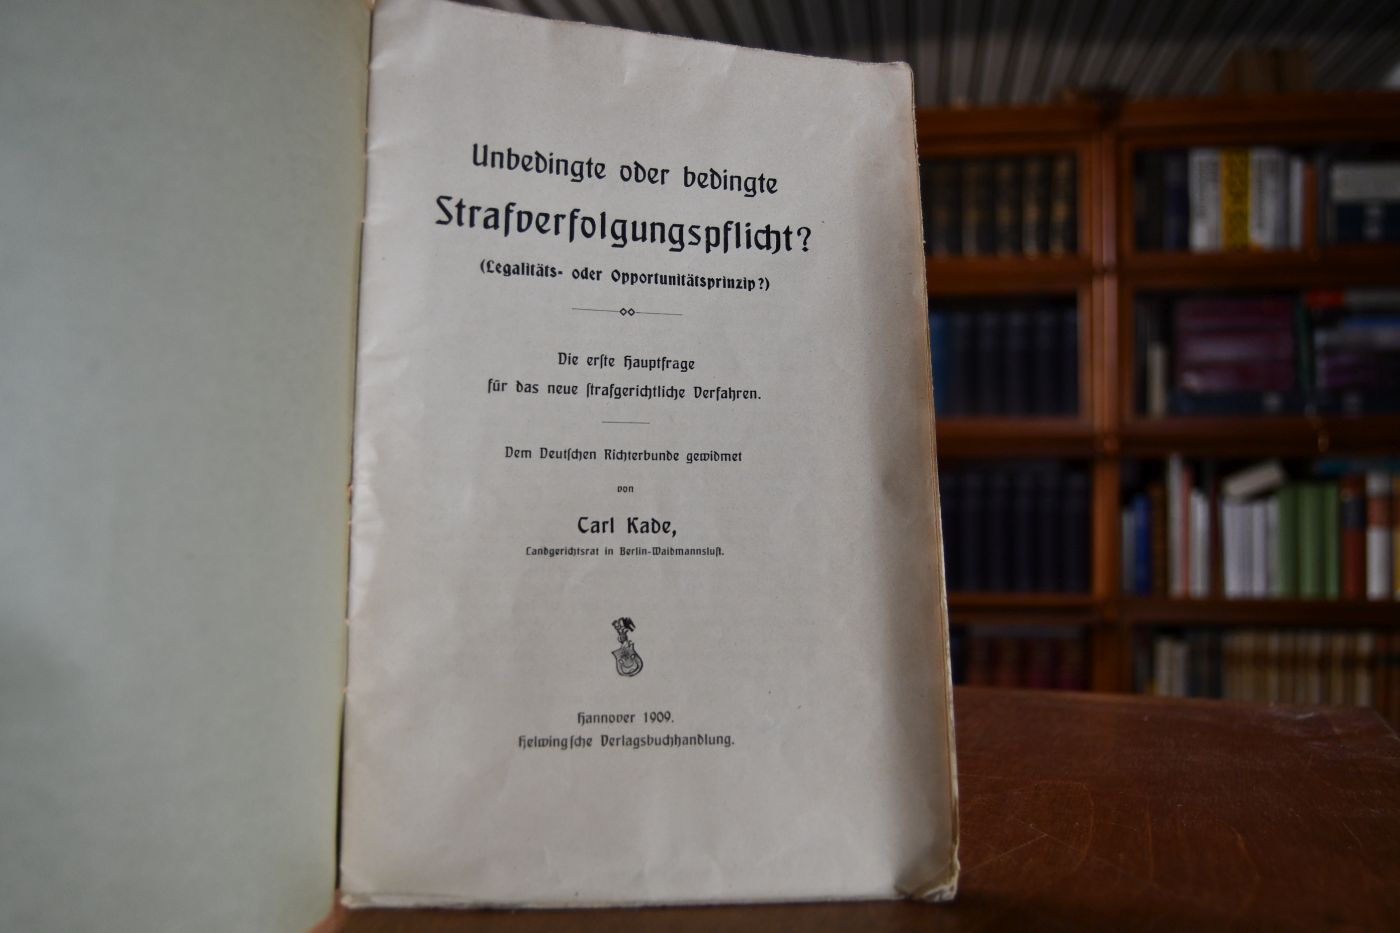 Unbedingte oder bedingte
Strafverfolgungspflicht?
(Legalitäts- oder Opportunitätsprinzip?)
Die erſte Hauptfrage
für das neue ſtrafgerichtliche Verfahren.
Dem Deutſchen Richterbunde gewidmet
von
Carl Kade,
Landgerichtsrat in Berlin-Waidmannsluſt.
Hannover 1909.
Helwingſche Verlagsbuchhandlung.